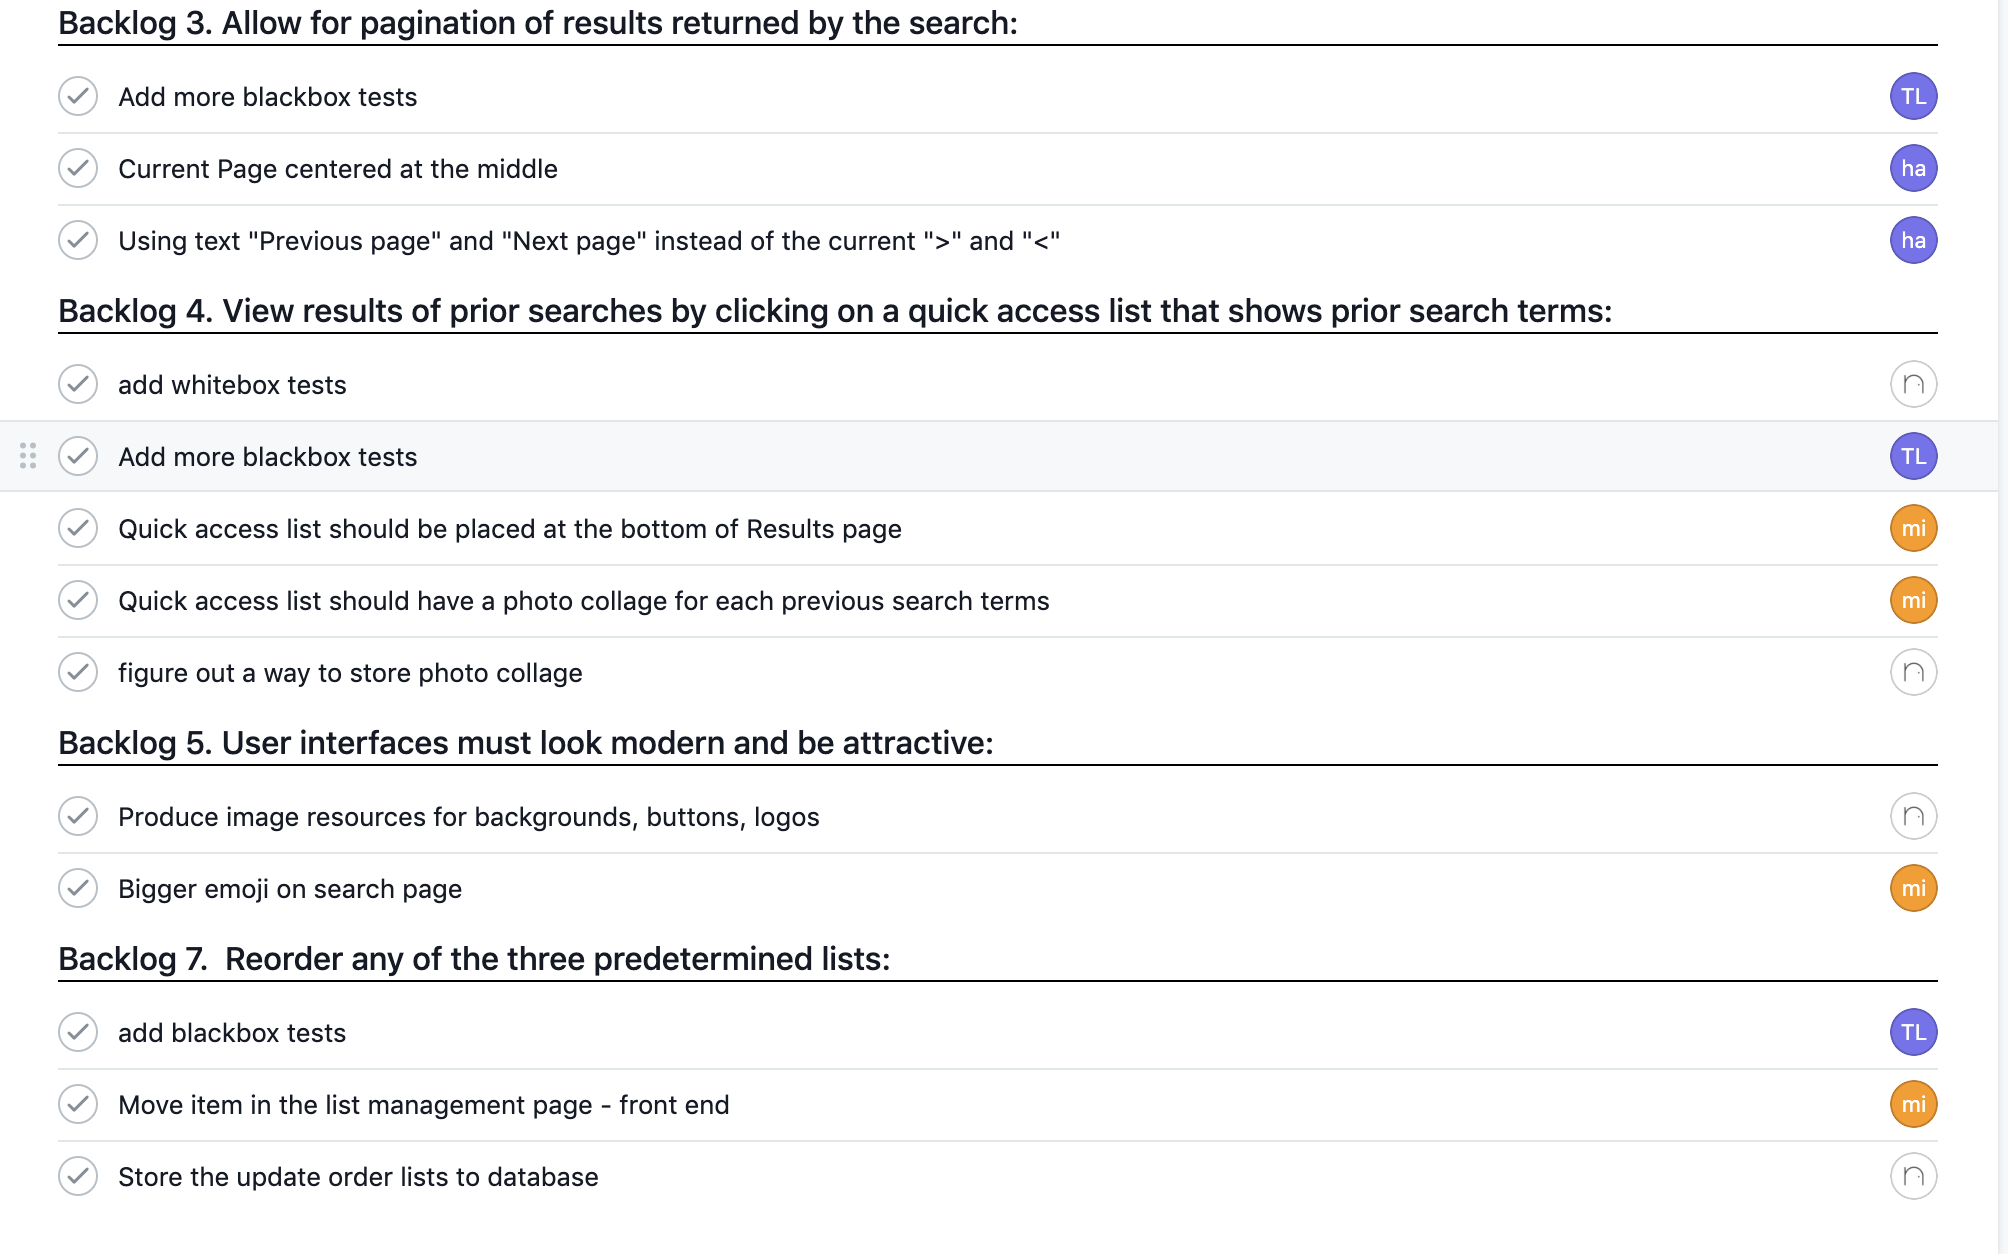 Backlog 3. Allow for pagination of results returned by the search:
Add more blackbox tests TL
Current Page centered at the middle ha
Using text "Previous page" and "Next page" instead of the current ">" and "<" ha
Backlog 4. View results of prior searches by clicking on a quick access list that shows prior search terms:
add whitebox tests
Add more blackbox tests TL
Quick access list should be placed at the bottom of Results page mi
Quick access list should have a photo collage for each previous search terms mi
figure out a way to store photo collage
Backlog 5. User interfaces must look modern and be attractive:
Produce image resources for backgrounds, buttons, logos
Bigger emoji on search page mi
Backlog 7.  Reorder any of the three predetermined lists:
add blackbox tests TL
Move item in the list management page - front end mi
Store the update order lists to database